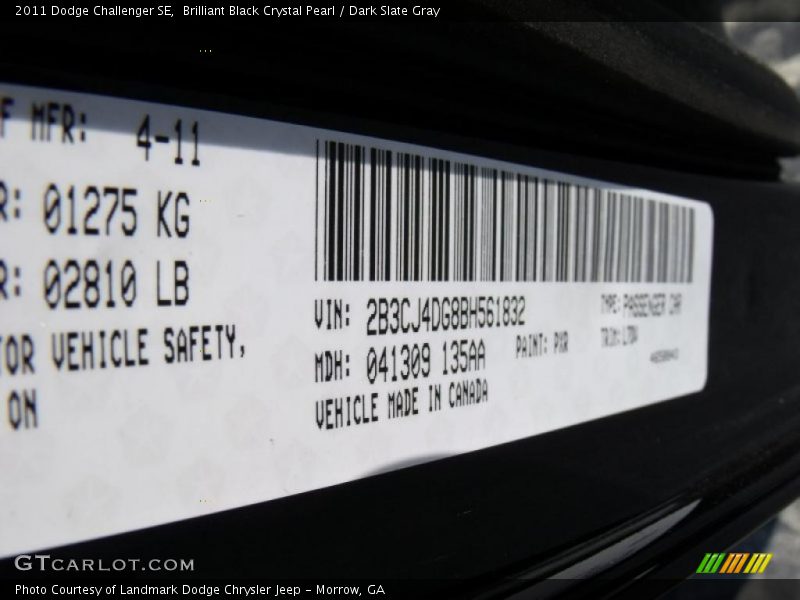 2011 Dodge Challenger SE,  Brilliant Black Crystal Pearl / Dark Slate Gray
F MFR: 4-11
R: 01275 KG
R: 02810 LB
TOR VEHICLE SAFETY,
ON
VIN: 2B3CJ4DG8BH561832
MDH: 041309 135AA
VEHICLE MADE IN CANADA
PAINT: PXR
TYPE: PASSENGER CAR
TRIM:
GTCARLOT.COM
Photo Courtesy of Landmark Dodge Chrysler Jeep - Morrow, GA